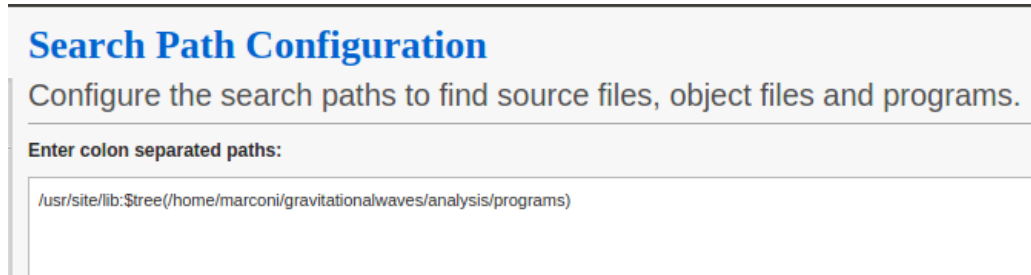 Search Path Configuration
Configure the search paths to find source files, object files and programs.
Enter colon separated paths:
/usr/site/lib:$tree(/home/marconi/gravitationalwaves/analysis/programs)